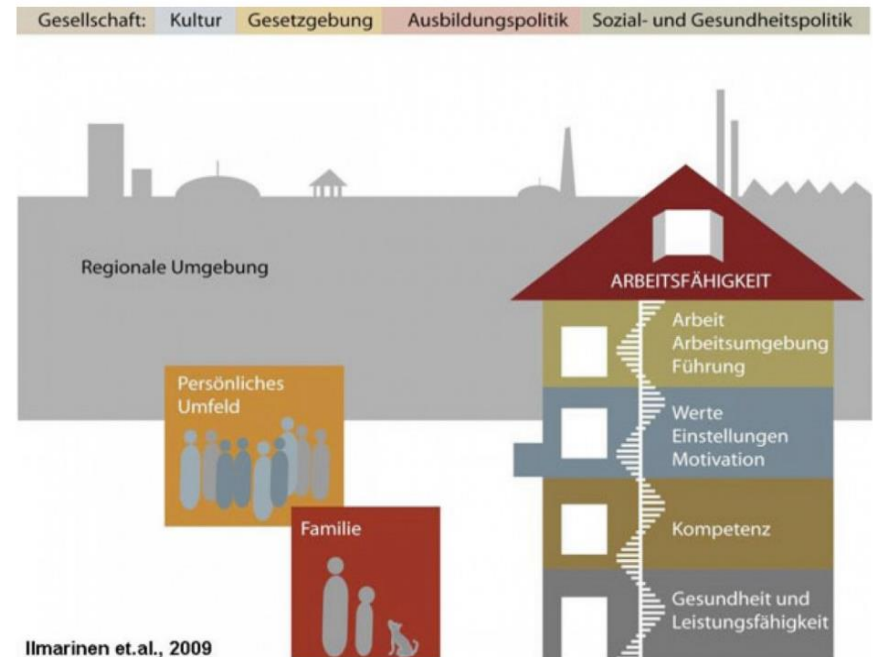 Gesellschaft: Kultur Gesetzgebung Ausbildungspolitik Sozial- und Gesundheitspolitik
Regionale Umgebung
ARBEITSFÄHIGKEIT
Arbeit
Arbeitsumgebung
Führung
Persönliches
Umfeld
Werte
Einstellungen
Motivation
Familie
Kompetenz
Gesundheit und
Leistungsfähigkeit
Ilmarinen et.al., 2009